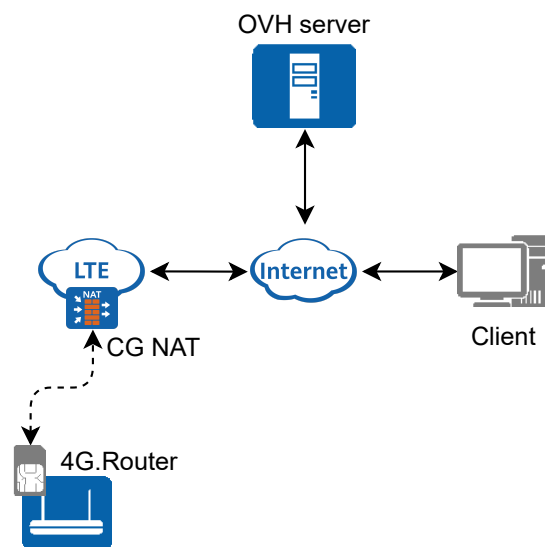 OVH server
LTE
NAT
Internet
CG NAT
Client
4G.Router